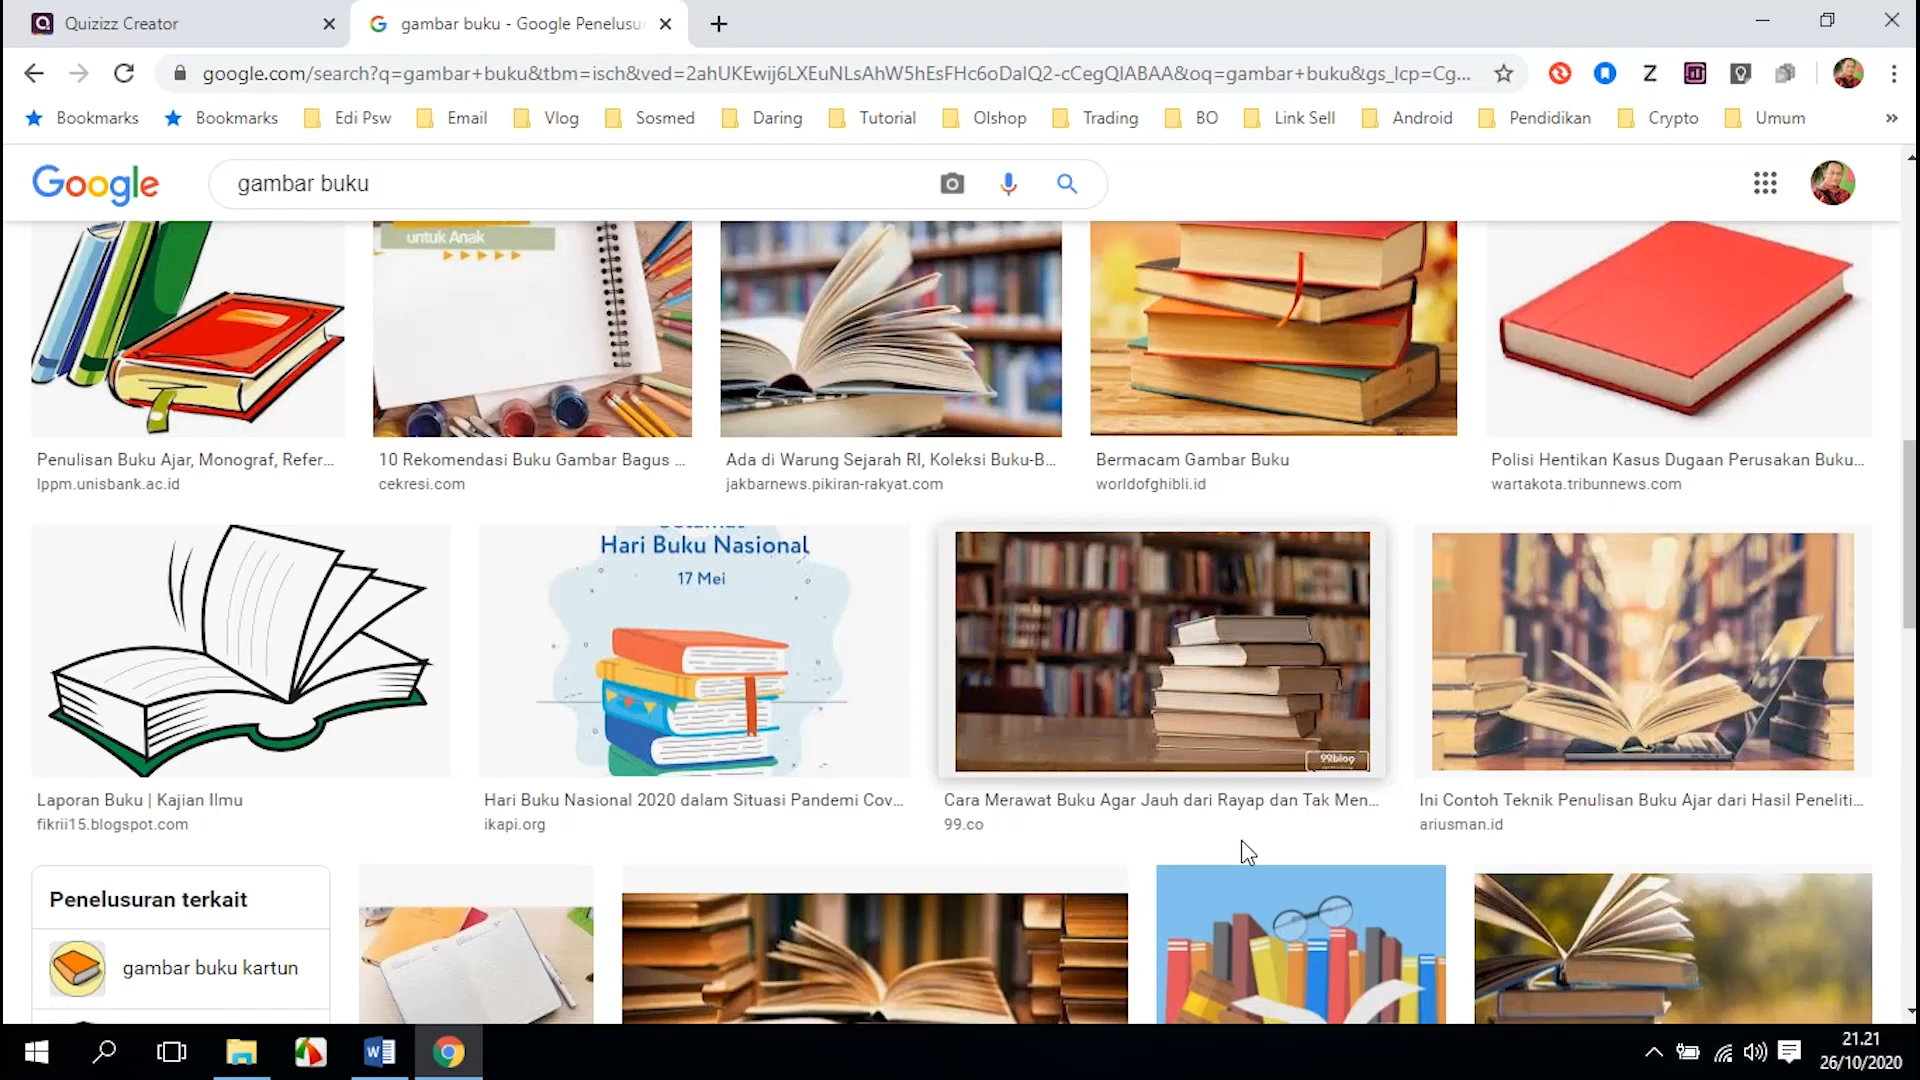 Quizizz Creator
gambar buku - Google Penelusur
google.com/search?q=gambar+buku&tbm=isch&ved=2ahUKEwij6LXEuNLsAhW5hEsFHc6oDaIQ2-cCegQIABAA&oq=gambar+buku&gs_lcp=Cg...
Bookmarks Bookmarks Edi Psw Email Vlog Sosmed Daring Tutorial Olshop Trading BO Link Sell Android Pendidikan Crypto Umum »
Google
gambar buku
untuk Anak
Penulisan Buku Ajar, Monograf, Refer...
lppm.unisbank.ac.id
10 Rekomendasi Buku Gambar Bagus ...
cekresi.com
Ada di Warung Sejarah RI, Koleksi Buku-B...
jakbarnews.pikiran-rakyat.com
Bermacam Gambar Buku
worldofghibli.id
Polisi Hentikan Kasus Dugaan Perusakan Buku...
wartakota.tribunnews.com
Selamat
Hari Buku Nasional
17 Mei
99blog
Laporan Buku | Kajian Ilmu
fikrii15.blogspot.com
Hari Buku Nasional 2020 dalam Situasi Pandemi Cov...
ikapi.org
Cara Merawat Buku Agar Jauh dari Rayap dan Tak Men...
99.co
Ini Contoh Teknik Penulisan Buku Ajar dari Hasil Peneliti...
ariusman.id
Penelusuran terkait
gambar buku kartun
21.21
26/10/2020